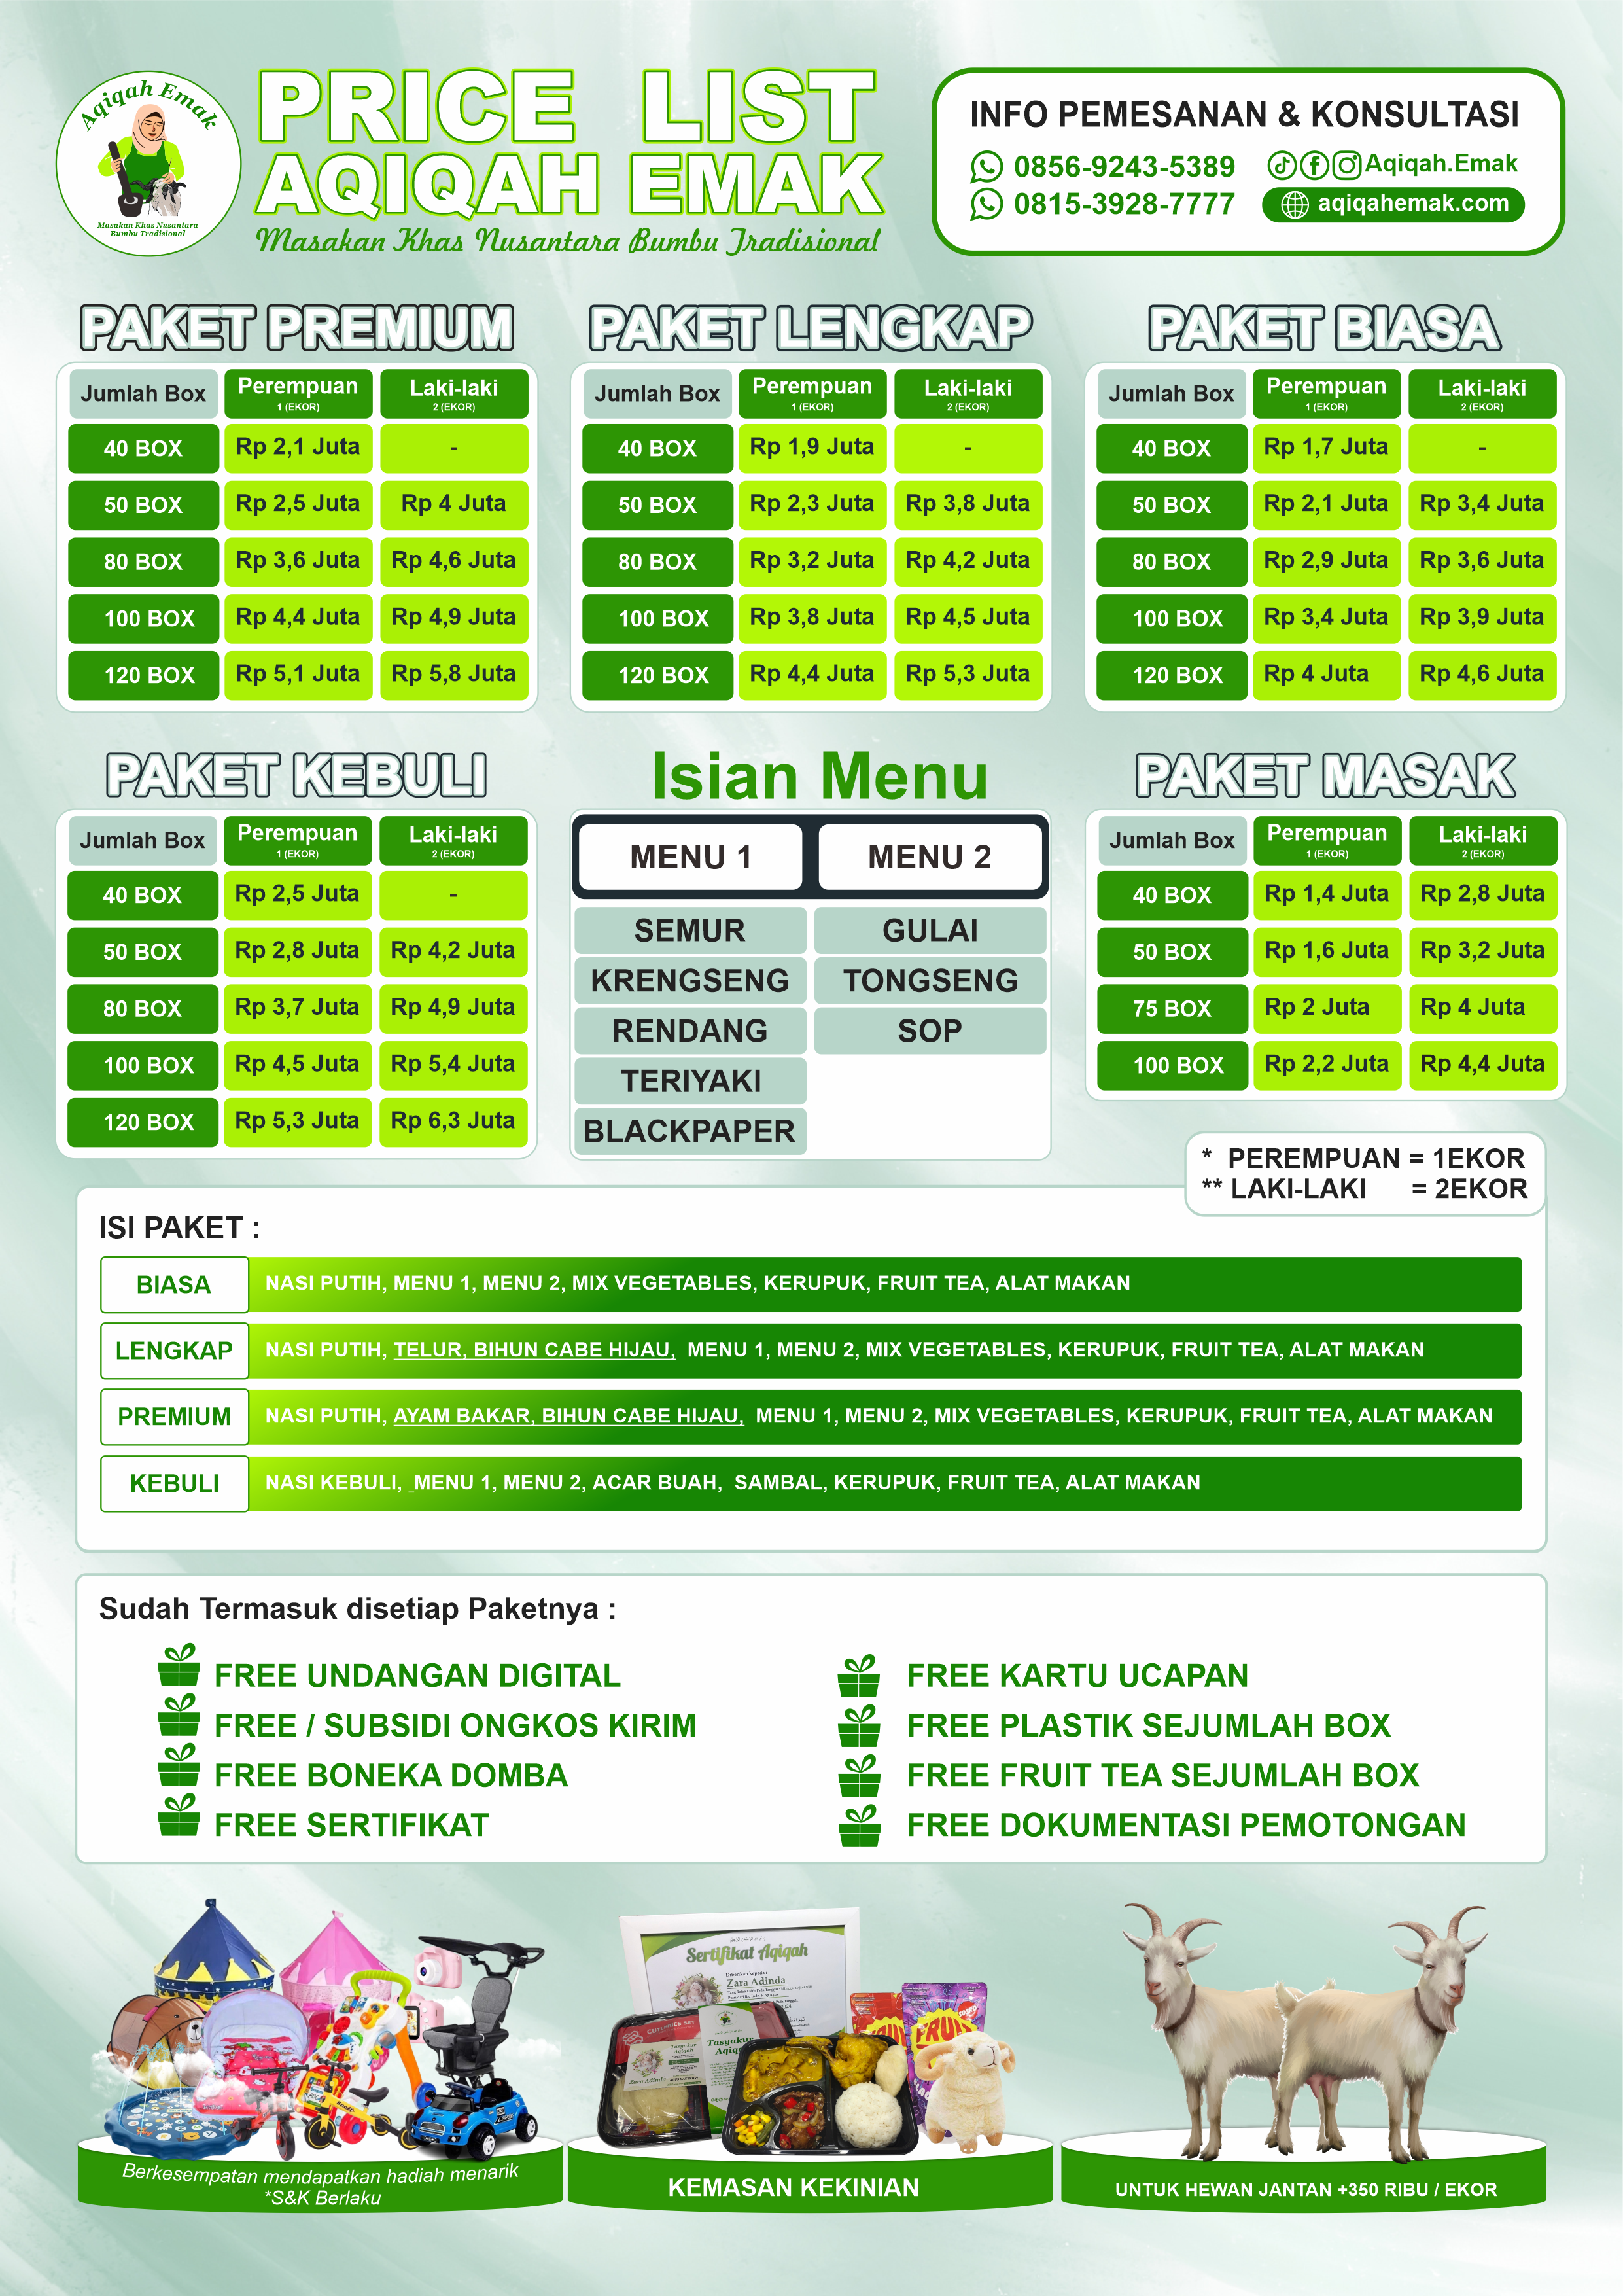 Aqiqah Emak
Masakan Khas Nusantara
Bumbu Tradisional
PRICE LIST
AQIQAH EMAK
Masakan Khas Nusantara Bumbu Tradisional
INFO PEMESANAN & KONSULTASI
0856-9243-5389
Aqiqah.Emak
0815-3928-7777
aqiqahemak.com
PAKET PREMIUM
Jumlah Box Perempuan 1 (EKOR) Laki-laki 2 (EKOR)
40 BOX Rp 2,1 Juta -
50 BOX Rp 2,5 Juta Rp 4 Juta
80 BOX Rp 3,6 Juta Rp 4,6 Juta
100 BOX Rp 4,4 Juta Rp 4,9 Juta
120 BOX Rp 5,1 Juta Rp 5,8 Juta
PAKET LENGKAP
Jumlah Box Perempuan 1 (EKOR) Laki-laki 2 (EKOR)
40 BOX Rp 1,9 Juta -
50 BOX Rp 2,3 Juta Rp 3,8 Juta
80 BOX Rp 3,2 Juta Rp 4,2 Juta
100 BOX Rp 3,8 Juta Rp 4,5 Juta
120 BOX Rp 4,4 Juta Rp 5,3 Juta
PAKET BIASA
Jumlah Box Perempuan 1 (EKOR) Laki-laki 2 (EKOR)
40 BOX Rp 1,7 Juta -
50 BOX Rp 2,1 Juta Rp 3,4 Juta
80 BOX Rp 2,9 Juta Rp 3,6 Juta
100 BOX Rp 3,4 Juta Rp 3,9 Juta
120 BOX Rp 4 Juta Rp 4,6 Juta
PAKET KEBULI
Jumlah Box Perempuan 1 (EKOR) Laki-laki 2 (EKOR)
40 BOX Rp 2,5 Juta -
50 BOX Rp 2,8 Juta Rp 4,2 Juta
80 BOX Rp 3,7 Juta Rp 4,9 Juta
100 BOX Rp 4,5 Juta Rp 5,4 Juta
120 BOX Rp 5,3 Juta Rp 6,3 Juta
Isian Menu
MENU 1 MENU 2
SEMUR GULAI
KRENGSENG TONGSENG
RENDANG SOP
TERIYAKI
BLACKPAPER
PAKET MASAK
Jumlah Box Perempuan 1 (EKOR) Laki-laki 2 (EKOR)
40 BOX Rp 1,4 Juta Rp 2,8 Juta
50 BOX Rp 1,6 Juta Rp 3,2 Juta
75 BOX Rp 2 Juta Rp 4 Juta
100 BOX Rp 2,2 Juta Rp 4,4 Juta
* PEREMPUAN = 1EKOR
** LAKI-LAKI = 2EKOR
ISI PAKET :
BIASA NASI PUTIH, MENU 1, MENU 2, MIX VEGETABLES, KERUPUK, FRUIT TEA, ALAT MAKAN
LENGKAP NASI PUTIH, TELUR, BIHUN CABE HIJAU, MENU 1, MENU 2, MIX VEGETABLES, KERUPUK, FRUIT TEA, ALAT MAKAN
PREMIUM NASI PUTIH, AYAM BAKAR, BIHUN CABE HIJAU, MENU 1, MENU 2, MIX VEGETABLES, KERUPUK, FRUIT TEA, ALAT MAKAN
KEBULI NASI KEBULI, MENU 1, MENU 2, ACAR BUAH, SAMBAL, KERUPUK, FRUIT TEA, ALAT MAKAN
Sudah Termasuk disetiap Paketnya :
FREE UNDANGAN DIGITAL
FREE / SUBSIDI ONGKOS KIRIM
FREE BONEKA DOMBA
FREE SERTIFIKAT
FREE KARTU UCAPAN
FREE PLASTIK SEJUMLAH BOX
FREE FRUIT TEA SEJUMLAH BOX
FREE DOKUMENTASI PEMOTONGAN
Sertifikat Aqiqah
Diberikan kepada :
Zara Adinda
CUTLERIES SET
Tasyakur
Aqiqah
Zara Adinda
FRUIT
Berkesempatan mendapatkan hadiah menarik
*S&K Berlaku
KEMASAN KEKINIAN
UNTUK HEWAN JANTAN +350 RIBU / EKOR